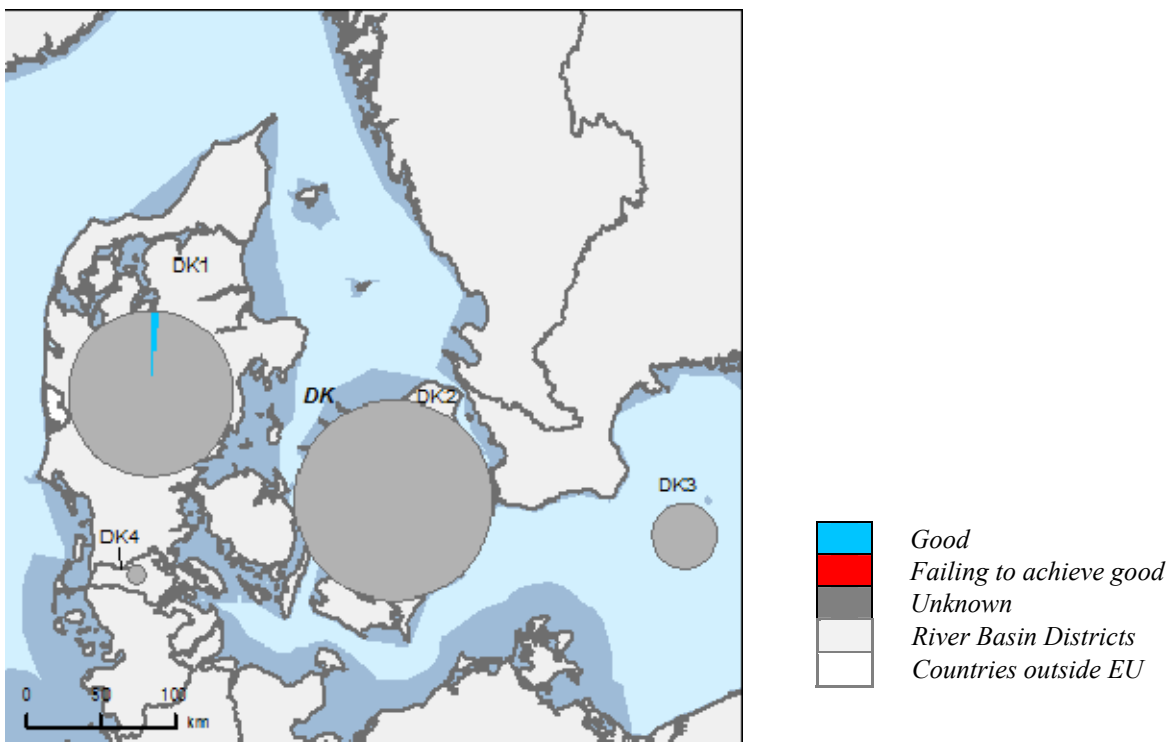 DK1
DK
DK2
DK3
DK4
0 50 100
km
Good
Failing to achieve good
Unknown
River Basin Districts
Countries outside EU